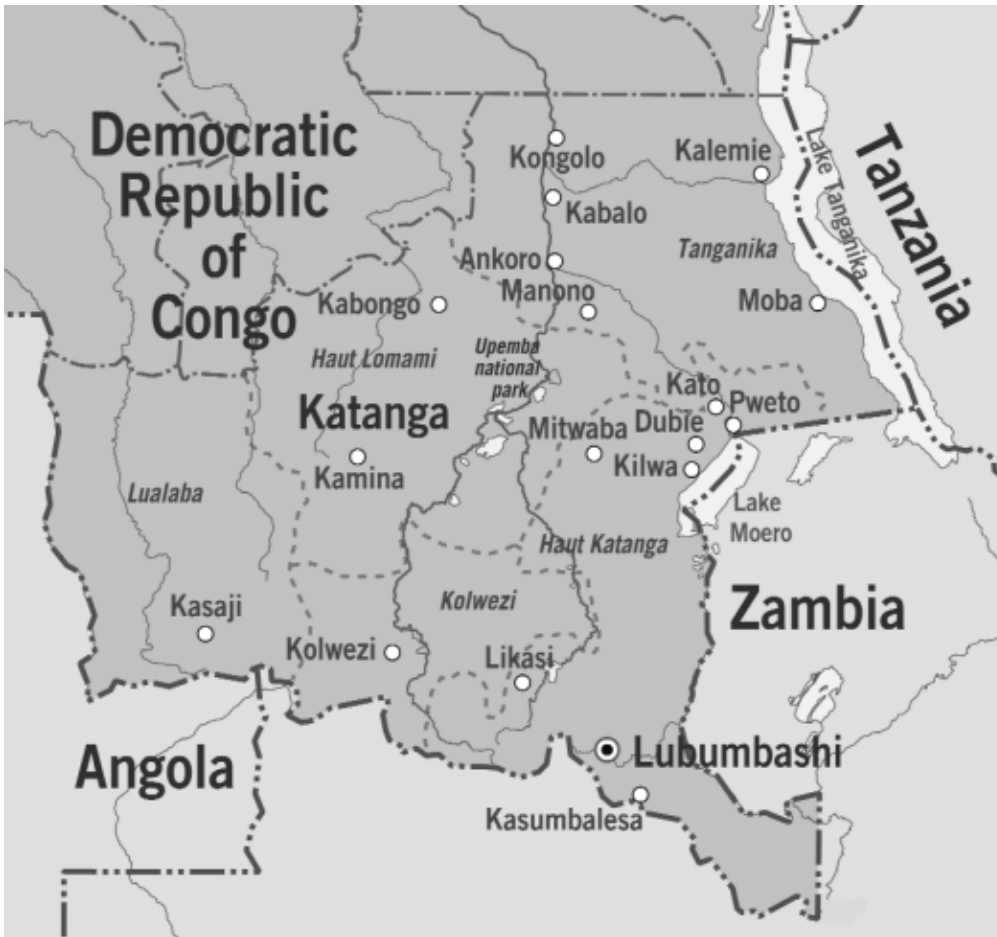 Democratic
Republic
of
Congo
Kongolo
Kalemie
Lake Tanganika
Tanzania
Kabalo
Tanganika
Ankoro
Manono
Moba
Kabongo
Haut Lomami
Upemba
national
park
Katanga
Kato
Pweto
Mitwaba
Dubie
Kamina
Kilwa
Lualaba
Lake
Moero
Haut Katanga
Zambia
Kasaji
Kolwezi
Kolwezi
Likási
Angola
Lubumbashi
Kasumbalesa